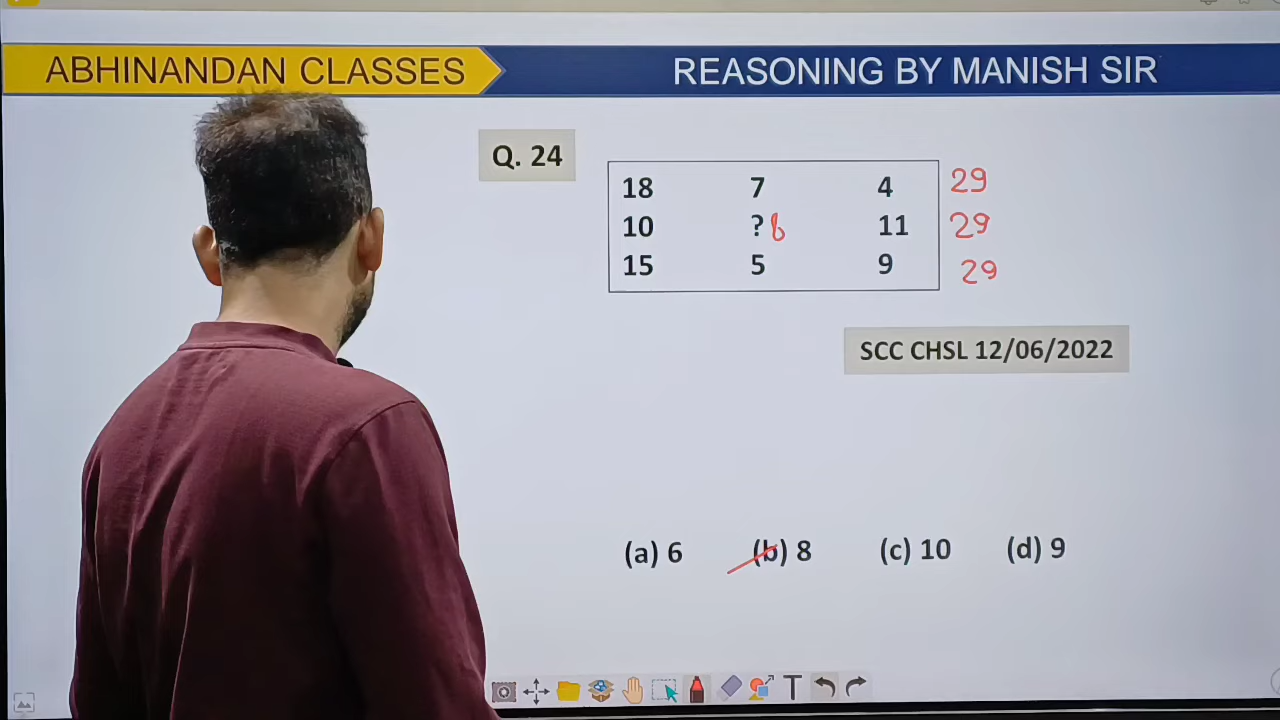 ABHINANDAN CLASSES REASONING BY MANISH SIR
Q. 24
18 7 4 29
10 ? 8 11 29
15 5 9 29
SCC CHSL 12/06/2022
(a) 6 (b) 8 (c) 10 (d) 9
T